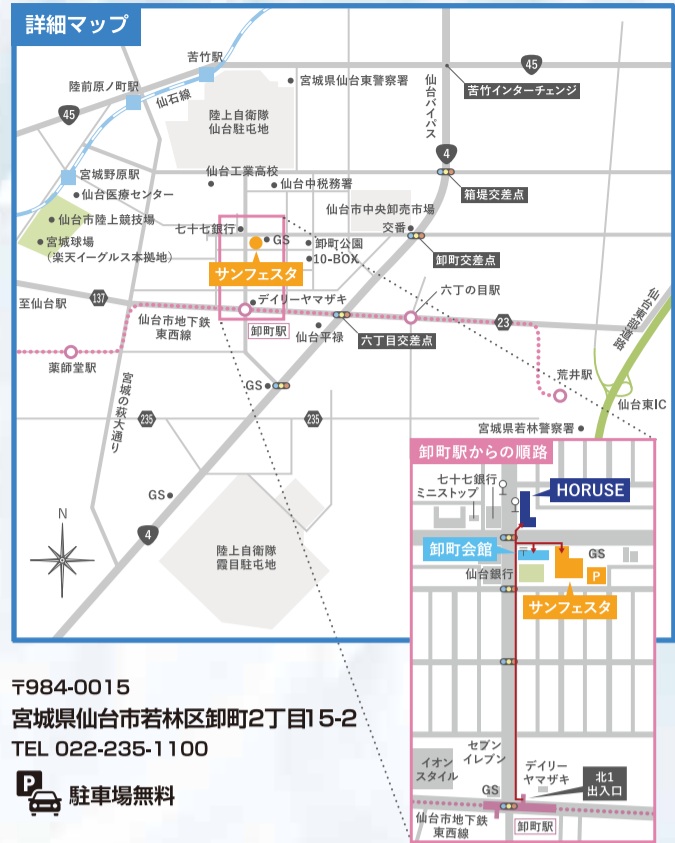 詳細マップ
苦竹駅
陸前原ノ町駅
仙石線
45
宮城県仙台東警察署
仙台バイパス
45
苦竹インターチェンジ
陸上自衛隊
仙台駐屯地
4
宮城野原駅
仙台工業高校
仙台中税務署
箱堤交差点
仙台医療センター
仙台市中央卸売市場
仙台市陸上競技場
七十七銀行
交番
宮城球場
(楽天イーグルス本拠地)
GS
卸町公園
10-BOX
卸町交差点
サンフェスタ
六丁の目駅
至仙台駅
137
デイリーヤマザキ
仙台市地下鉄
東西線
卸町駅
仙台平禄
六丁目交差点
23
仙台東部道路
薬師堂駅
宮城の萩大通り
荒井駅
GS
仙台東IC
235
235
宮城県若林警察署
GS
4
N
陸上自衛隊
霞目駐屯地
卸町駅からの順路
七十七銀行
ミニストップ
HORUSE
卸町会館
〒
GS
仙台銀行
P
サンフェスタ
イオン
スタイル
セブン
イレブン
デイリー
ヤマザキ
北1
出入口
GS
仙台市地下鉄
東西線
卸町駅
〒984-0015
宮城県仙台市若林区卸町2丁目15-2
TEL 022-235-1100
P
駐車場無料